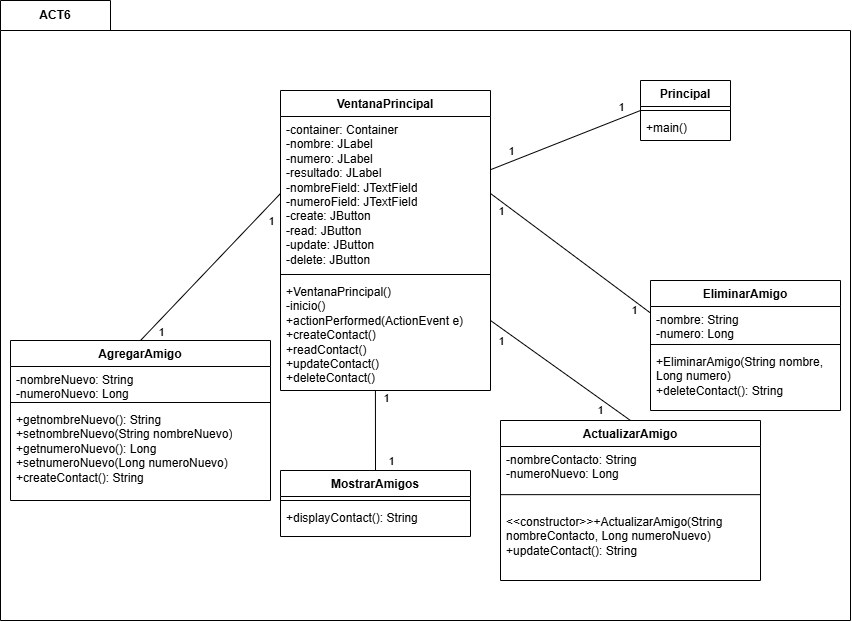 ACT6
Principal
+main()
VentanaPrincipal
-container: Container
-nombre: JLabel
-numero: JLabel
-resultado: JLabel
-nombreField: JTextField
-numeroField: JTextField
-create: JButton
-read: JButton
-update: JButton
-delete: JButton
+VentanaPrincipal()
-inicio()
+actionPerformed(ActionEvent e)
+createContact()
+readContact()
+updateContact()
+deleteContact()
1
1
1
1
1
1
1
1
1
1
EliminarAmigo
-nombre: String
-numero: Long
+EliminarAmigo(String nombre,
Long numero)
+deleteContact(): String
AgregarAmigo
-nombreNuevo: String
-numeroNuevo: Long
+getnombreNuevo(): String
+setnombreNuevo(String nombreNuevo)
+getnumeroNuevo(): Long
+setnumeroNuevo(Long numeroNuevo)
+createContact(): String
MostrarAmigos
+displayContact(): String
ActualizarAmigo
-nombreContacto: String
-numeroNuevo: Long
<<constructor>>+ActualizarAmigo(String
nombreContacto, Long numeroNuevo)
+updateContact(): String